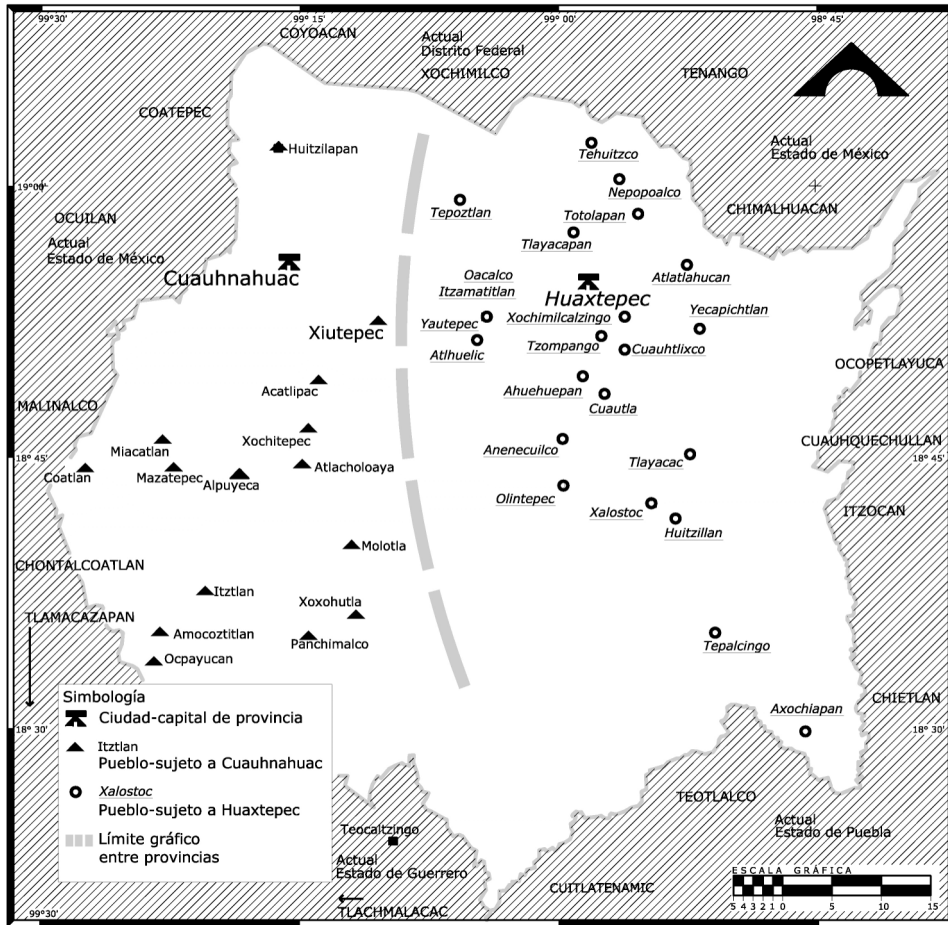 99°30'
99°15'
99°00'
98°45'
COYOACAN
Actual
Distrito Federal
XOCHIMILCO
TENANGO
COATEPEC
Actual
Estado de México
Huitzilapan
Tehuitzco
19°00'
Nepopoalco
Tepoztlan
Totolapan
CHIMALHUACAN
OCUILAN
Actual
Estado de México
Tlayacapan
Cuauhnahuac
Oacalco
Itzamatitlan
Huaxtepec
Atlatlahucan
Xiutepec
Yautepec
Xochimilcalzingo
Yecapichtlan
Atlhuelic
Tzompango
Cuauhtlixco
OCOPETLAYUCA
Acatlipac
Ahuehuepan
Cuautla
MALINALCO
Xochitepec
Miacatlan
Anenecuilco
CUAUHQUECHULLAN
18° 45'
18° 45'
Coatlan
Mazatepec
Alpuyeca
Atlacholoaya
Tlayacac
Olintepec
Xalostoc
ITZOCAN
Huitzillan
Molotla
CHONTALCOATLAN
Itztlan
Xoxohutla
TLAMACAZAPAN
Amocoztitlan
Panchimalco
Tepalcingo
Ocpayucan
CHIETLAN
Axochiapan
18° 30'
18° 30'
Simbología
Ciudad-capital de provincia
Itztlan
Pueblo-sujeto a Cuauhnahuac
Xalostoc
Pueblo-sujeto a Huaxtepec
Límite gráfico
entre provincias
TEOTLALCO
Teocaltzingo
Actual
Estado de Puebla
Actual
Estado de Guerrero
CUITLATENAMIC
TLACHMALACAC
ESCALA GRÁFICA
5 4 3 2 1 0 5 10 15
99°30'